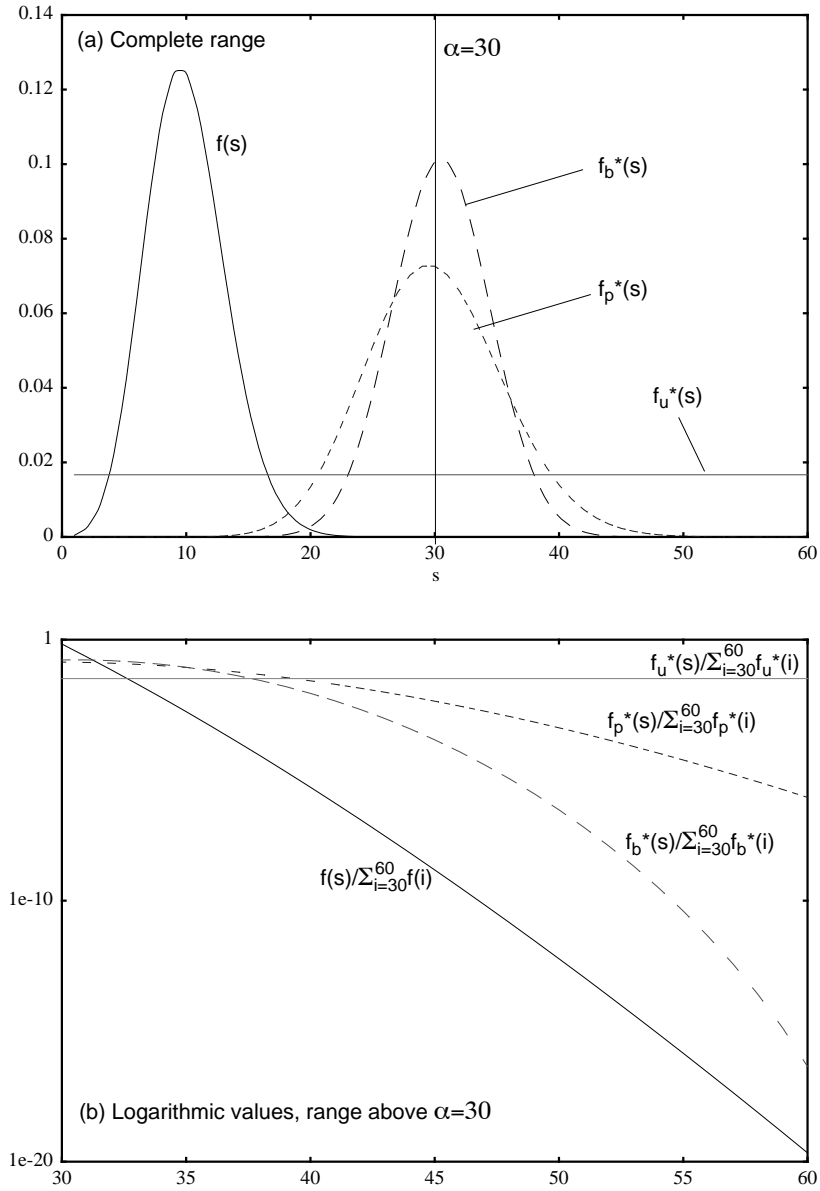 0.14
(a) Complete range
α=30
0.12
f(s)
0.1
f_b*(s)
0.08
f_p*(s)
0.06
0.04
f_u*(s)
0.02
0
0 10 20 30 40 50 60
s
1
f_u*(s)/Σ_{i=30}^{60}f_u*(i)
f_p*(s)/Σ_{i=30}^{60}f_p*(i)
f_b*(s)/Σ_{i=30}^{60}f_b*(i)
f(s)/Σ_{i=30}^{60}f(i)
1e-10
(b) Logarithmic values, range above α=30
1e-20
30 35 40 45 50 55 60